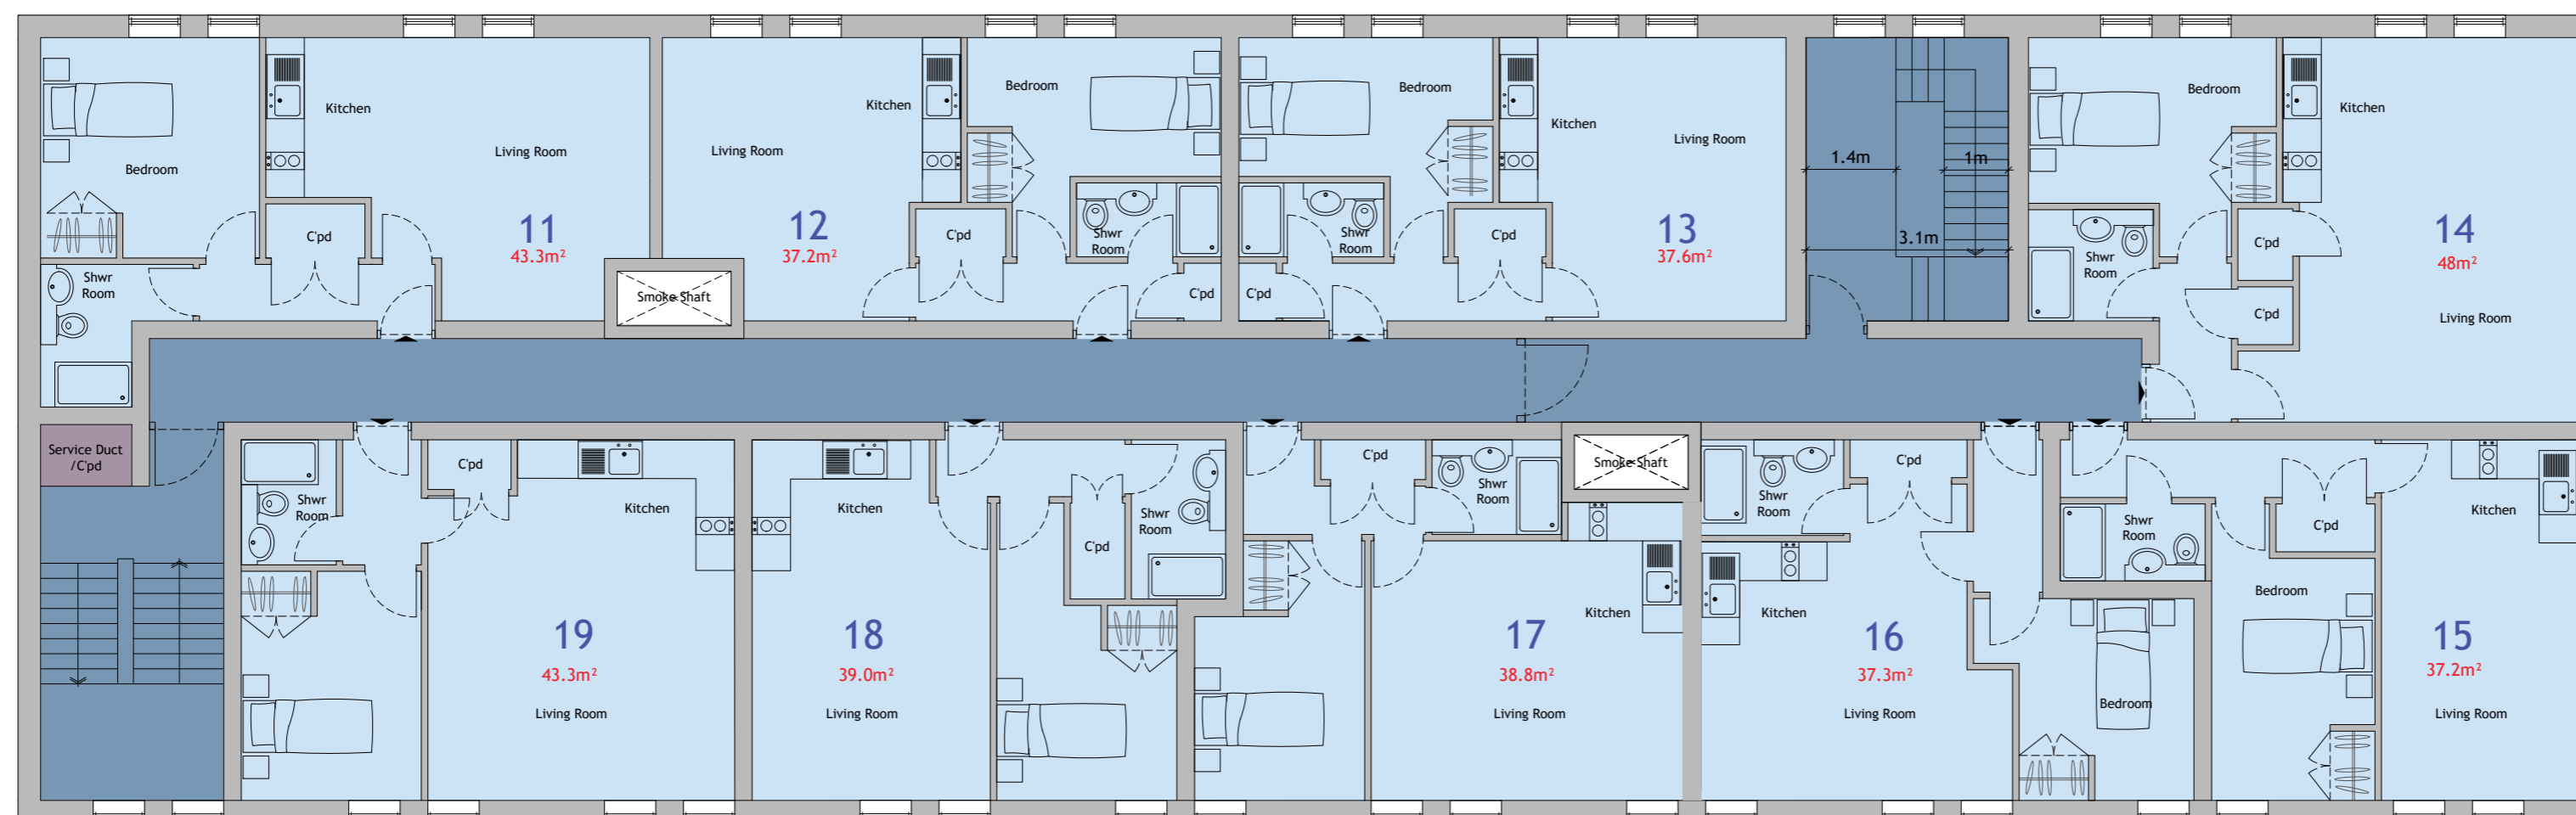 Bedroom
Kitchen
Living Room
C'pd
Shwr
Room
11
43.3m²
Living Room
Kitchen
Bedroom
12
37.2m²
C'pd
Shwr
Room
C'pd
Smoke Shaft
Bedroom
Kitchen
Living Room
Shwr
Room
C'pd
C'pd
13
37.6m²
1.4m
1m
3.1m
Bedroom
Kitchen
Shwr
Room
C'pd
C'pd
14
48m²
Living Room
Service Duct
/C'pd
Shwr
Room
C'pd
Kitchen
19
43.3m²
Living Room
Kitchen
C'pd
Shwr
Room
18
39.0m²
Living Room
C'pd
Shwr
Room
Smoke Shaft
Kitchen
17
38.8m²
Living Room
Shwr
Room
C'pd
Kitchen
16
37.3m²
Living Room
Bedroom
Shwr
Room
C'pd
Bedroom
Kitchen
15
37.2m²
Living Room